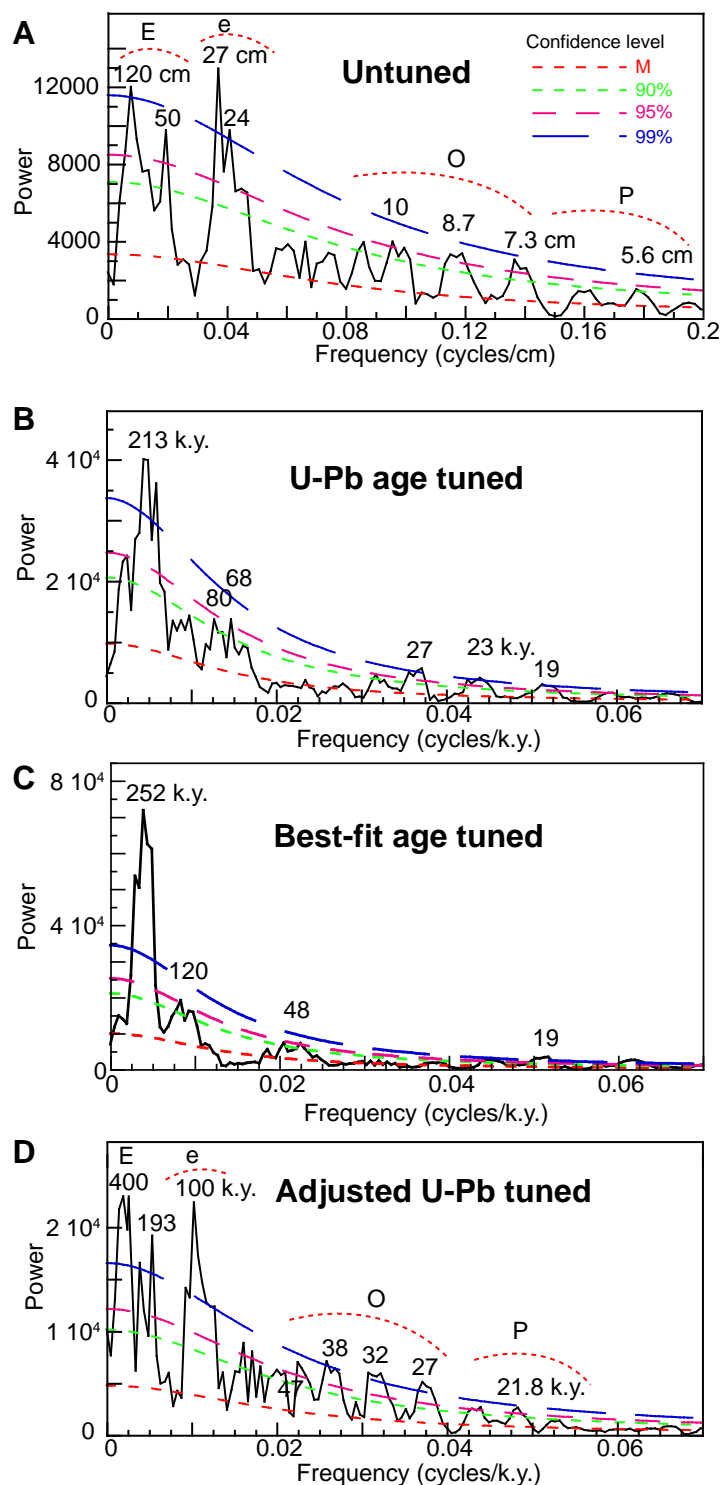 A
E
e
120 cm
27 cm
50
24
Untuned
Confidence level
M
90%
95%
99%
O
P
10
8.7
7.3 cm
5.6 cm
Power
12000
8000
4000
0
0 0.04 0.08 0.12 0.16 0.2
Frequency (cycles/cm)
B
213 k.y.
U-Pb age tuned
80
68
27
23 k.y.
19
Power
4 10⁴
2 10⁴
0
0 0.02 0.04 0.06
Frequency (cycles/k.y.)
C
252 k.y.
Best-fit age tuned
120
48
19
Power
8 10⁴
4 10⁴
0
0 0.02 0.04 0.06
Frequency (cycles/k.y.)
D
E
e
400
100 k.y.
193
Adjusted U-Pb tuned
O
P
47
38
32
27
21.8 k.y.
Power
2 10⁴
1 10⁴
0
0 0.02 0.04 0.06
Frequency (cycles/k.y.)